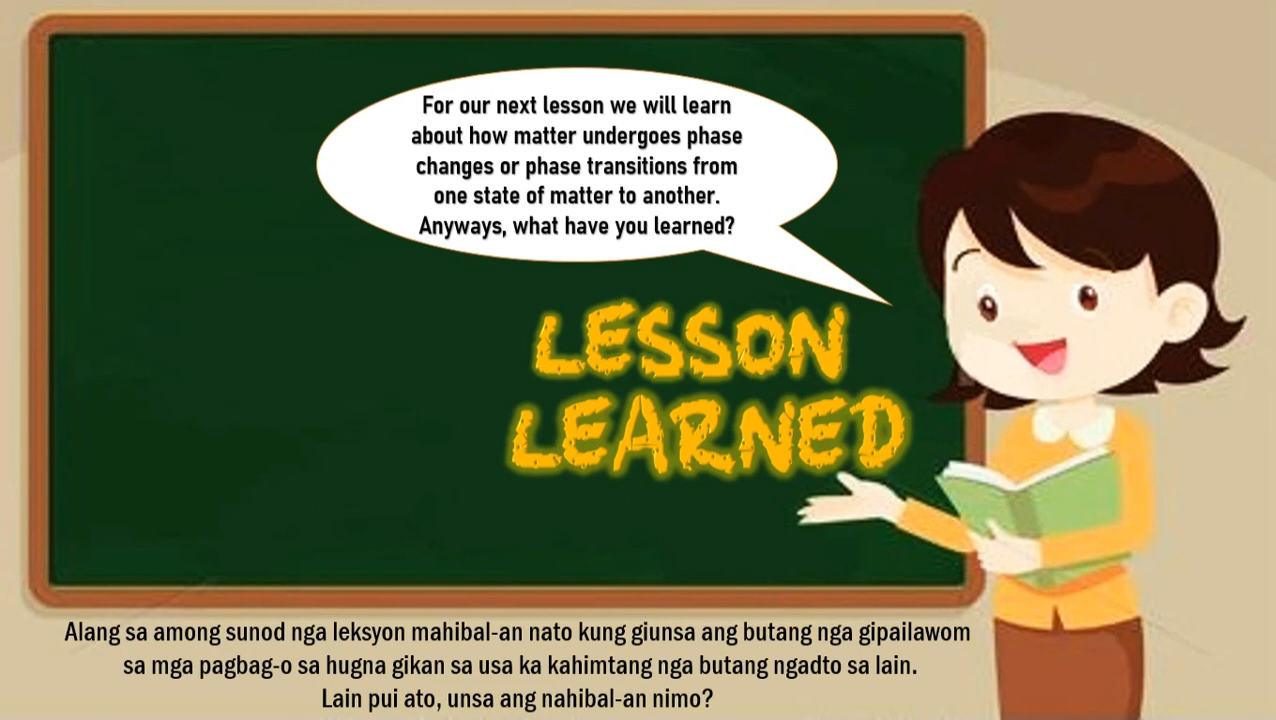 For our next lesson we will learn
about how matter undergoes phase
changes or phase transitions from
one state of matter to another.
Anyways, what have you learned?
LESSON
LEARNED
Alang sa among sunod nga leksyon mahibal-an nato kung giunsa ang butang nga gipailawom
sa mga pagbag-o sa hugna gikan sa usa ka kahimtang nga butang ngadto sa lain.
Lain pui ato, unsa ang nahibal-an nimo?